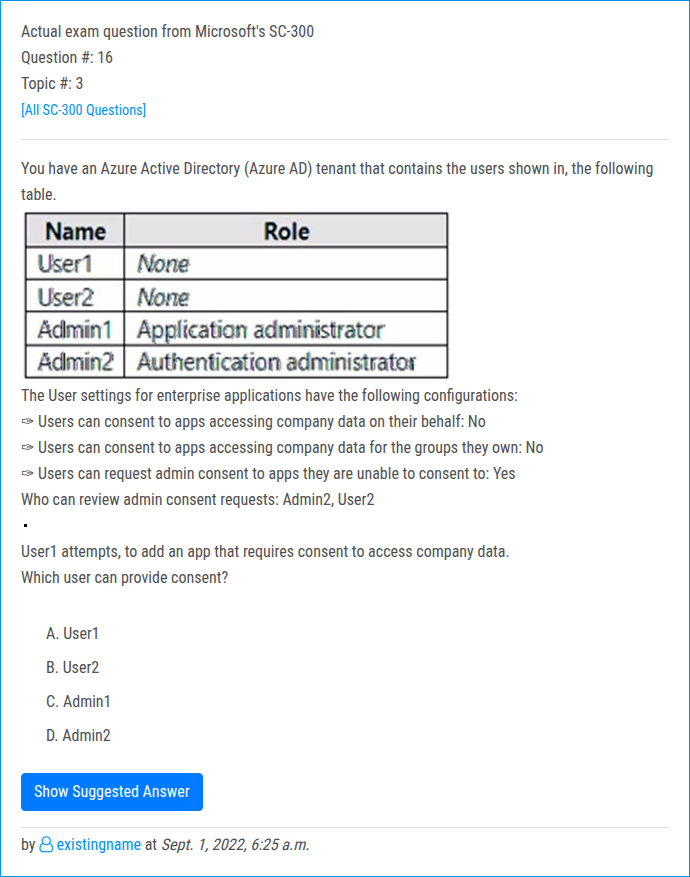 Actual exam question from Microsoft's SC-300
Question #: 16
Topic #: 3
[All SC-300 Questions]
You have an Azure Active Directory (Azure AD) tenant that contains the users shown in, the following
table.
Name Role
User1 None
User2 None
Admin1 Application administrator
Admin2 Authentication administrator
The User settings for enterprise applications have the following configurations:
✑ Users can consent to apps accessing company data on their behalf: No
✑ Users can consent to apps accessing company data for the groups they own: No
✑ Users can request admin consent to apps they are unable to consent to: Yes
Who can review admin consent requests: Admin2, User2
User1 attempts, to add an app that requires consent to access company data.
Which user can provide consent?
A. User1
B. User2
C. Admin1
D. Admin2
Show Suggested Answer
by existingname at Sept. 1, 2022, 6:25 a.m.